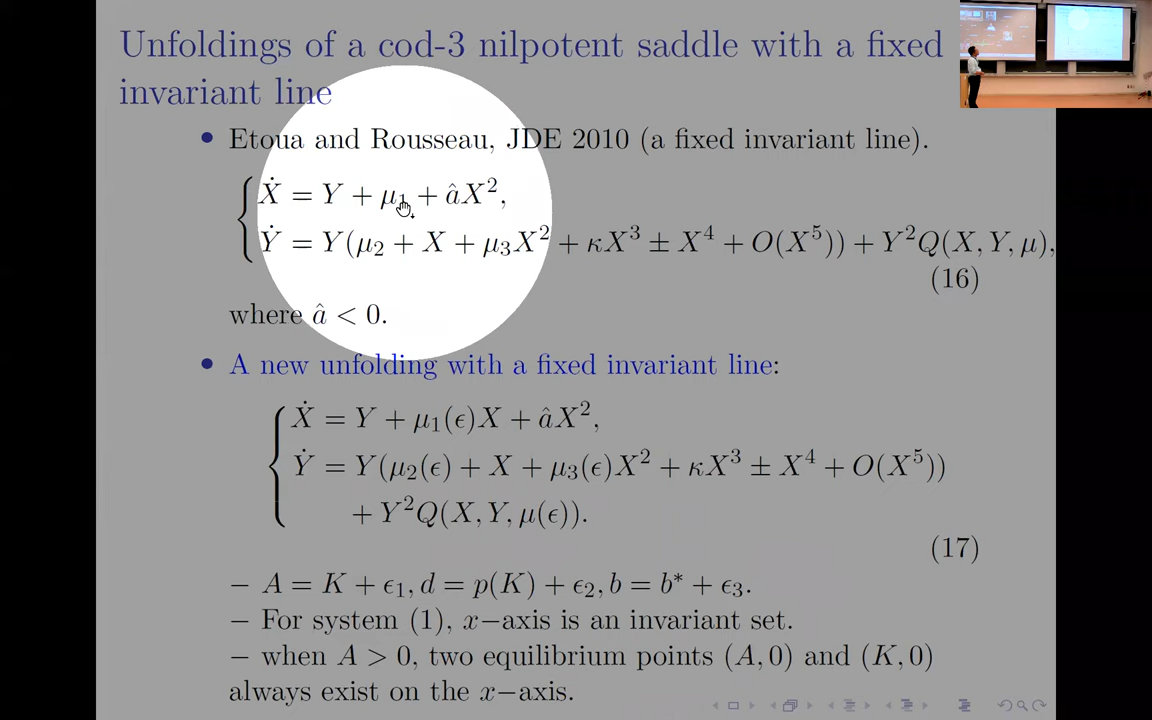 Unfoldings of a cod-3 nilpotent saddle with a fixed
invariant line
• Etoua and Rousseau, JDE 2010 (a fixed invariant line).
Ẋ = Y + μ₁ + âX²,
Ẏ = Y(μ₂ + X + μ₃X² + κX³ ± X⁴ + O(X⁵)) + Y²Q(X, Y, μ),
(16)
where â < 0.
• A new unfolding with a fixed invariant line:
Ẋ = Y + μ₁(ϵ)X + âX²,
Ẏ = Y(μ₂(ϵ) + X + μ₃(ϵ)X² + κX³ ± X⁴ + O(X⁵))
+ Y²Q(X, Y, μ(ϵ)).
(17)
− A = K + ϵ₁, d = p(K) + ϵ₂, b = b* + ϵ₃.
− For system (1), x−axis is an invariant set.
− when A > 0, two equilibrium points (A, 0) and (K, 0)
always exist on the x−axis.